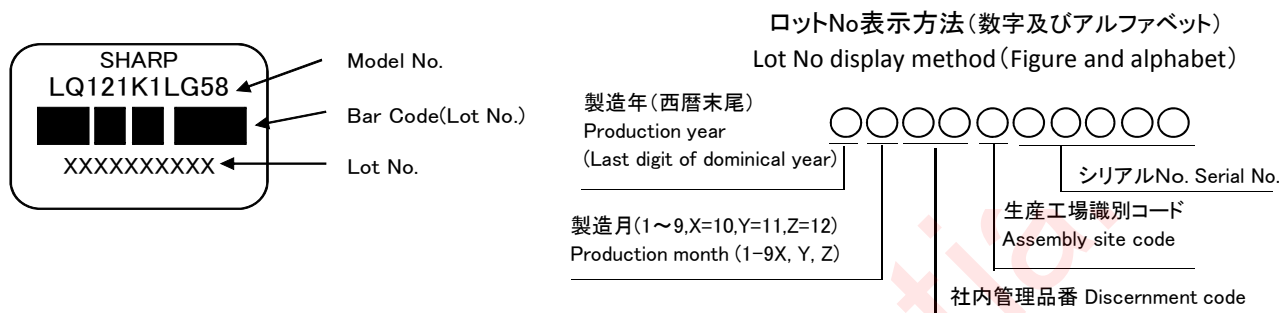 SHARP
LQ121K1LG58
XXXXXXXXXX
Model No.
Bar Code(Lot No.)
Lot No.
ロットNo表示方法(数字及びアルファベット)
Lot No display method(Figure and alphabet)
製造年(西暦末尾)
Production year
(Last digit of dominical year)
シリアルNo. Serial No.
製造月(1~9,X=10,Y=11,Z=12)
Production month (1-9X, Y, Z)
生産工場識別コード
Assembly site code
社内管理品番 Discernment code